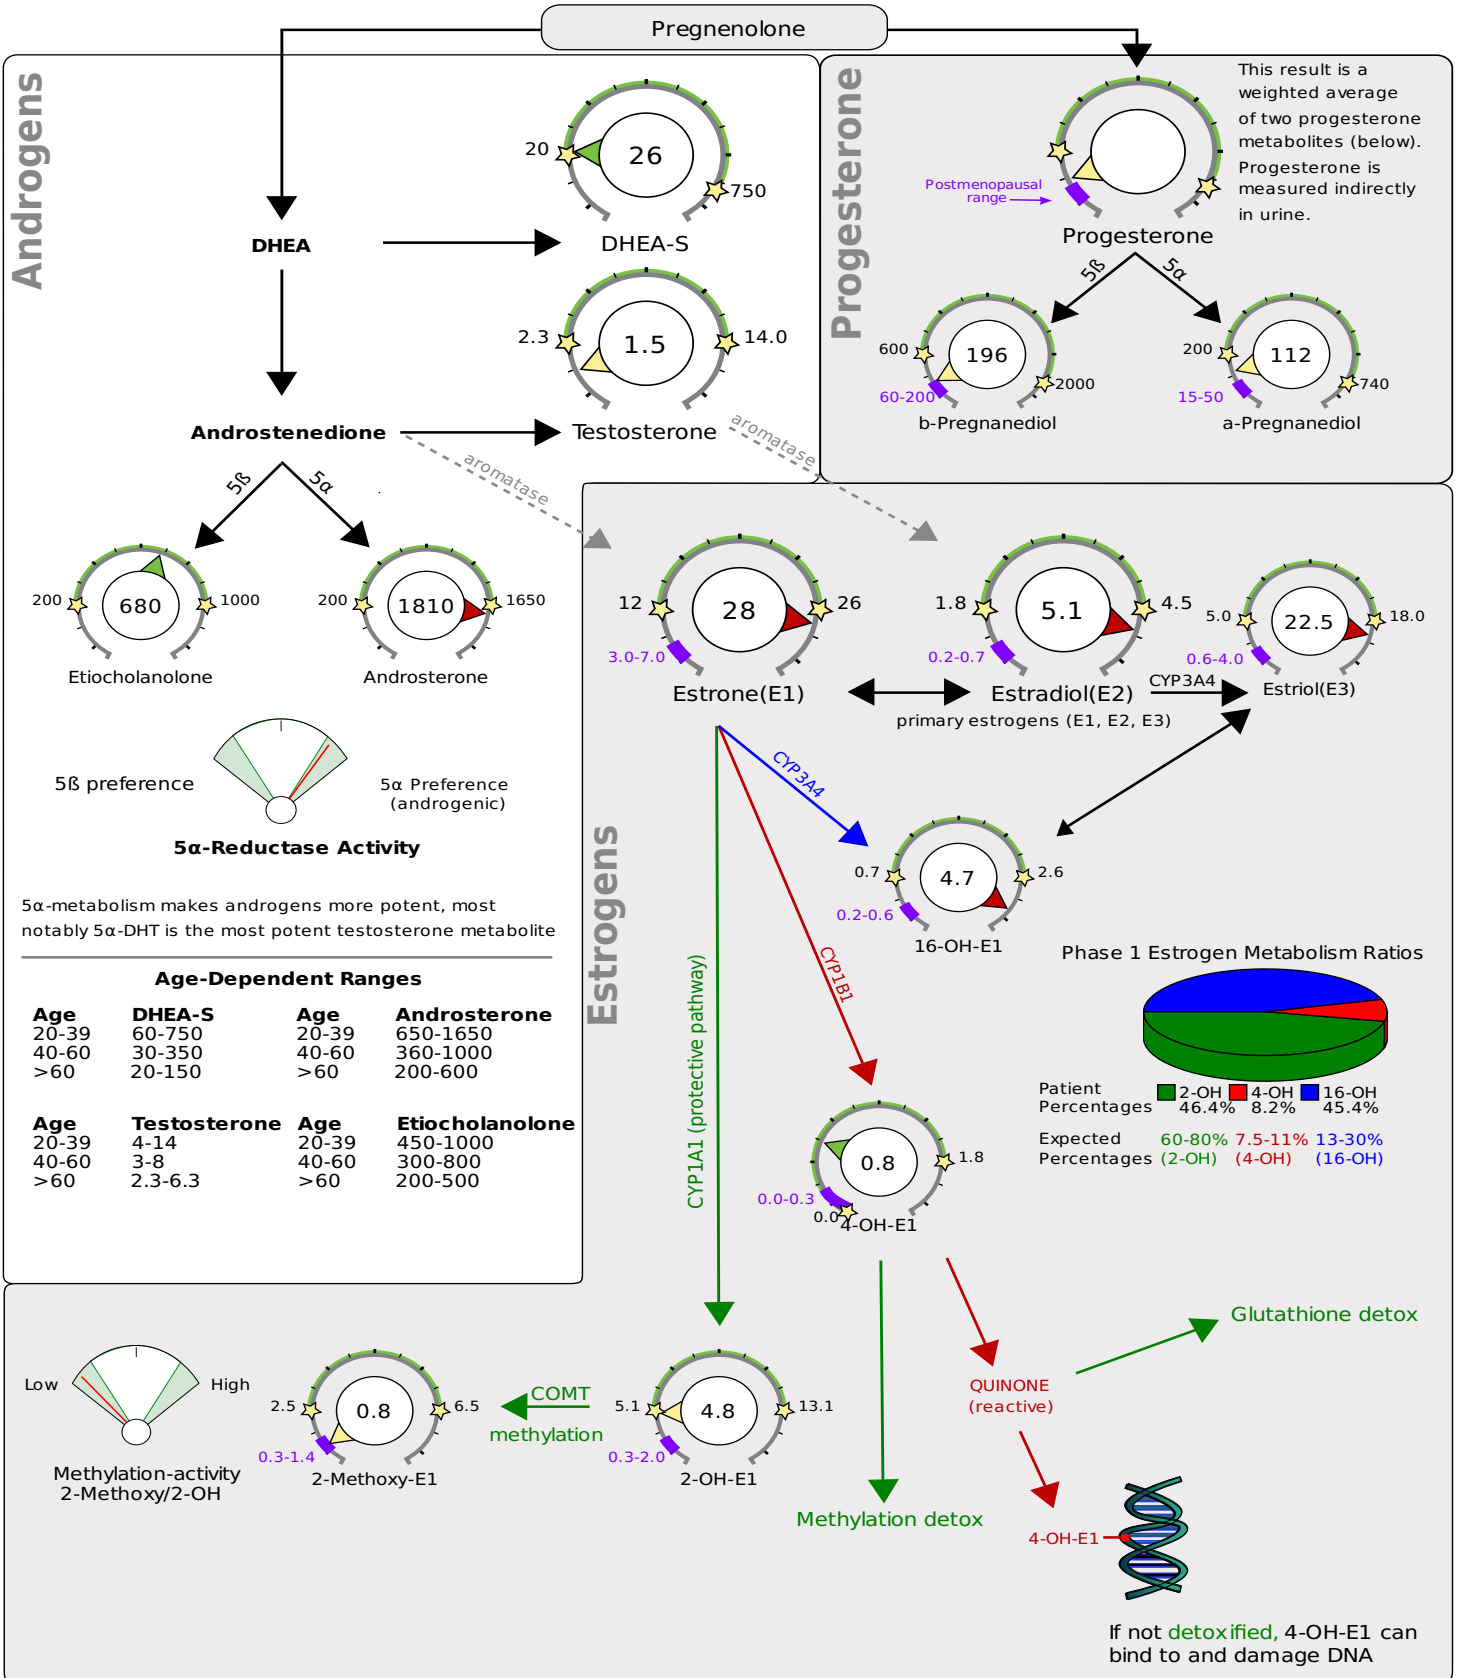 Pregnenolone
Androgens
20
26
750
DHEA-S
DHEA
2.3
1.5
14.0
Testosterone
Androstenedione
aromatase
aromatase
5ß
5α
200
680
1000
Etiocholanolone
200
1810
1650
Androsterone
5ß preference
5α Preference
(androgenic)
5α-Reductase Activity
5α-metabolism makes androgens more potent, most
notably 5α-DHT is the most potent testosterone metabolite
Age-Dependent Ranges
Age DHEA-S Age Androsterone
20-39 60-750 20-39 650-1650
40-60 30-350 40-60 360-1000
>60 20-150 >60 200-600
Age Testosterone Age Etiocholanolone
20-39 4-14 20-39 450-1000
40-60 3-8 40-60 300-800
>60 2.3-6.3 >60 200-500
Progesterone
This result is a
weighted average
of two progesterone
metabolites (below).
Progesterone is
measured indirectly
in urine.
Postmenopausal
range
Progesterone
5ß
5α
600
196
2000
60-200
b-Pregnanediol
200
112
740
15-50
a-Pregnanediol
Estrogens
12
28
26
3.0-7.0
Estrone(E1)
1.8
5.1
4.5
0.2-0.7
Estradiol(E2)
CYP3A4
5.0
22.5
18.0
0.6-4.0
Estriol(E3)
primary estrogens (E1, E2, E3)
CYP3A4
0.7
4.7
2.6
0.2-0.6
16-OH-E1
CYP1B1
CYP1A1 (protective pathway)
Phase 1 Estrogen Metabolism Ratios
Patient
Percentages
2-OH 4-OH 16-OH
46.4% 8.2% 45.4%
Expected
Percentages
60-80% 7.5-11% 13-30%
(2-OH) (4-OH) (16-OH)
0.8
1.8
0.0-0.3
0.0
4-OH-E1
Low
High
Methylation-activity
2-Methoxy/2-OH
2.5
0.8
6.5
0.3-1.4
2-Methoxy-E1
COMT
methylation
5.1
4.8
13.1
0.3-2.0
2-OH-E1
Glutathione detox
QUINONE
(reactive)
Methylation detox
4-OH-E1
If not detoxified, 4-OH-E1 can
bind to and damage DNA